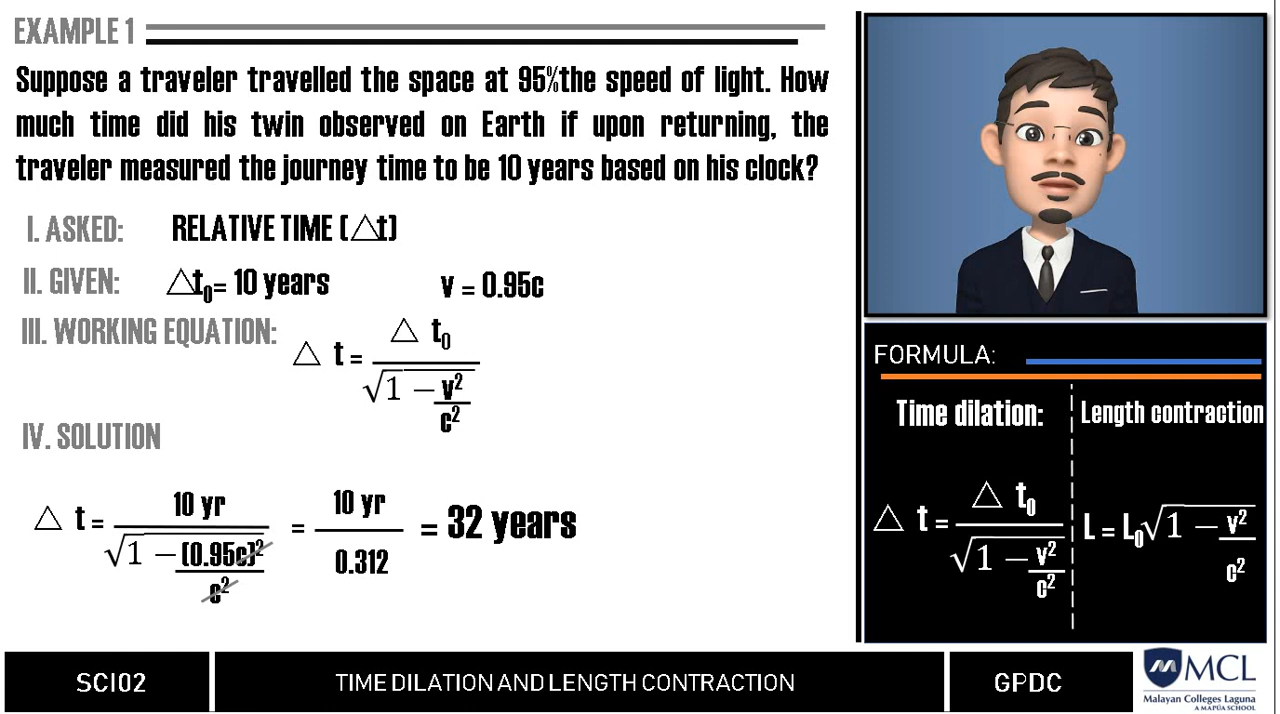 EXAMPLE 1
Suppose a traveler travelled the space at 95%the speed of light. How
much time did his twin observed on Earth if upon returning, the
traveler measured the journey time to be 10 years based on his clock?
I. ASKED: RELATIVE TIME (△t)
II. GIVEN: △t₀= 10 years v = 0.95c
III. WORKING EQUATION:
△ t₀
△ t =
√1 − v²
c²
IV. SOLUTION
10 yr 10 yr
△ t = = = 32 years
√1 − (0.95c)² 0.312
c²
FORMULA:
Time dilation:
△ t₀
△ t =
√1 − v²
c²
Length contraction
L = L₀√1 − v²
c²
SCI02
TIME DILATION AND LENGTH CONTRACTION
GPDC
MCL
Malayan Colleges Laguna
A MAPÚA SCHOOL